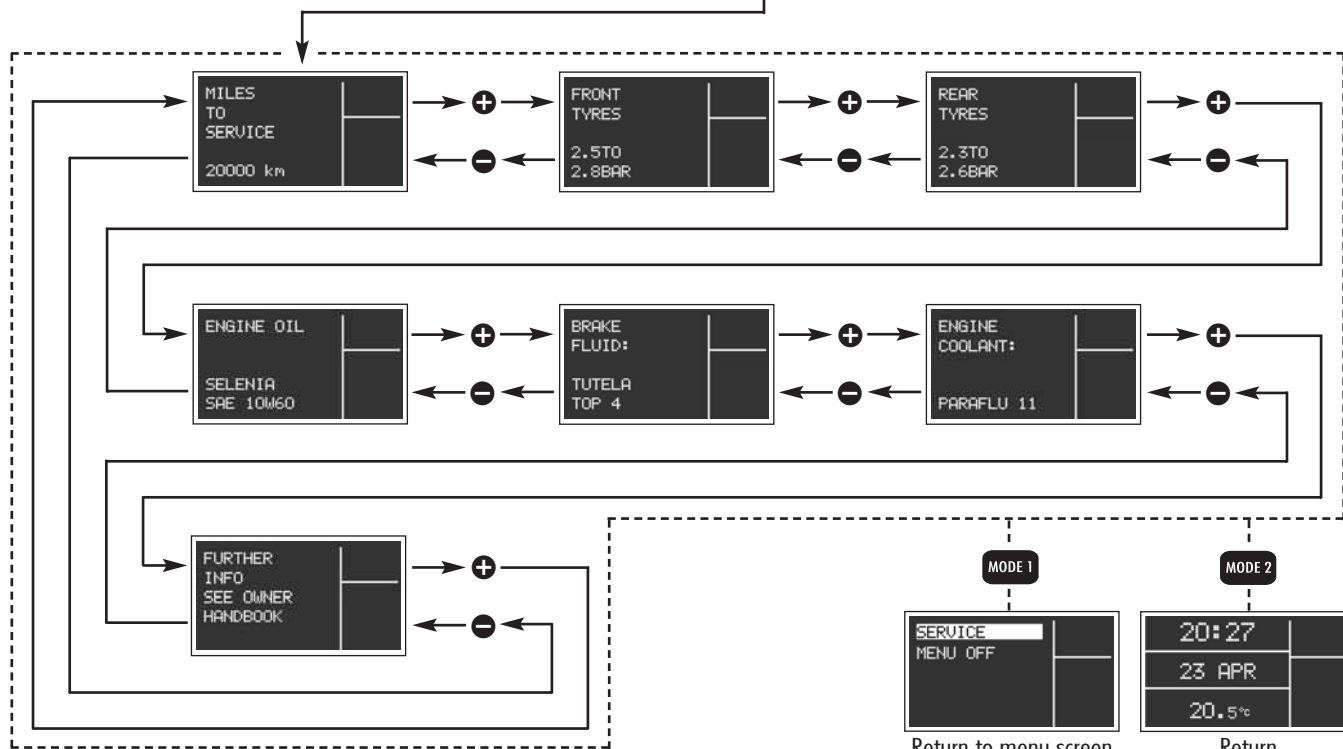 MILES
TO
SERVICE
20000 km
+
-
FRONT
TYRES
2.5TO
2.8BAR
+
-
REAR
TYRES
2.3TO
2.6BAR
+
-
ENGINE OIL
SELENIA
SAE 10W60
+
-
BRAKE
FLUID:
TUTELA
TOP 4
+
-
ENGINE
COOLANT:
PARAFLU 11
+
-
FURTHER
INFO
SEE OWNER
HANDBOOK
+
-
MODE 1
SERVICE
MENU OFF
Return to menu screen
MODE 2
20:27
23 APR
20.5°c
Return